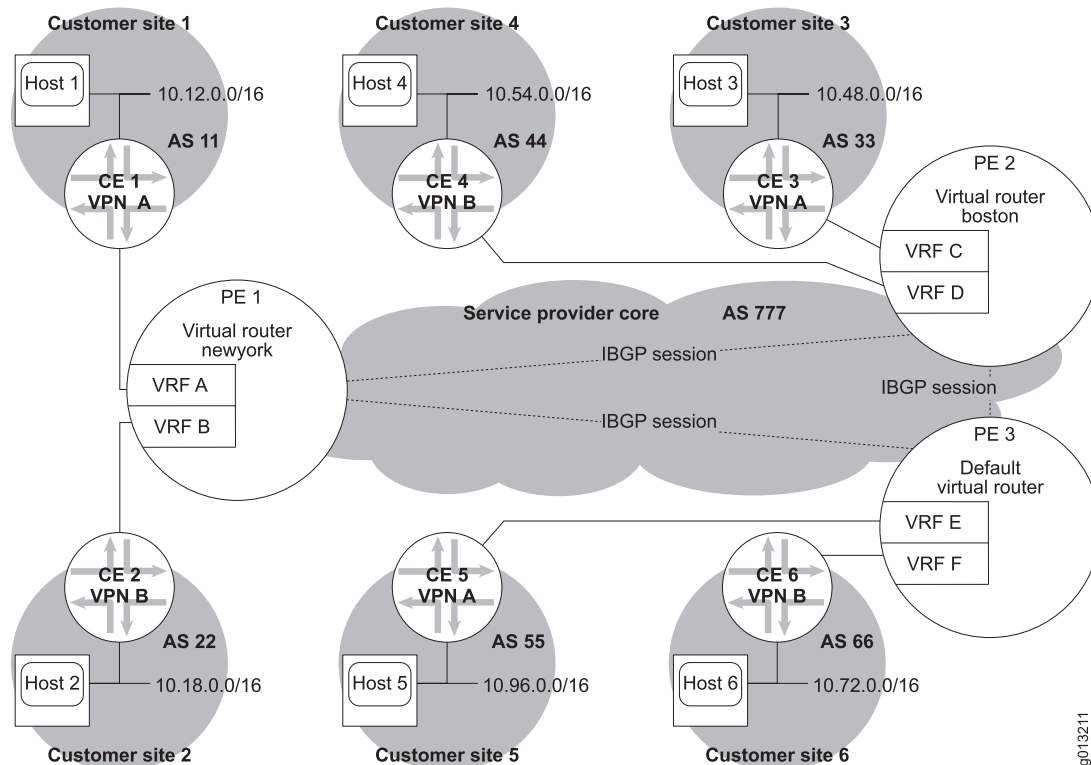 Customer site 1
Customer site 4
Customer site 3
Host 1
10.12.0.0/16
Host 4
10.54.0.0/16
Host 3
10.48.0.0/16
AS 11
AS 44
AS 33
CE 1
VPN A
CE 4
VPN B
CE 3
VPN A
PE 2
Virtual router
boston
VRF C
VRF D
PE 1
Virtual router
newyork
VRF A
VRF B
Service provider core
AS 777
IBGP session
IBGP session
IBGP session
PE 3
Default
virtual router
VRF E
VRF F
CE 2
VPN B
CE 5
VPN A
CE 6
VPN B
AS 22
AS 55
AS 66
Host 2
10.18.0.0/16
Host 5
10.96.0.0/16
Host 6
10.72.0.0/16
Customer site 2
Customer site 5
Customer site 6
g013211